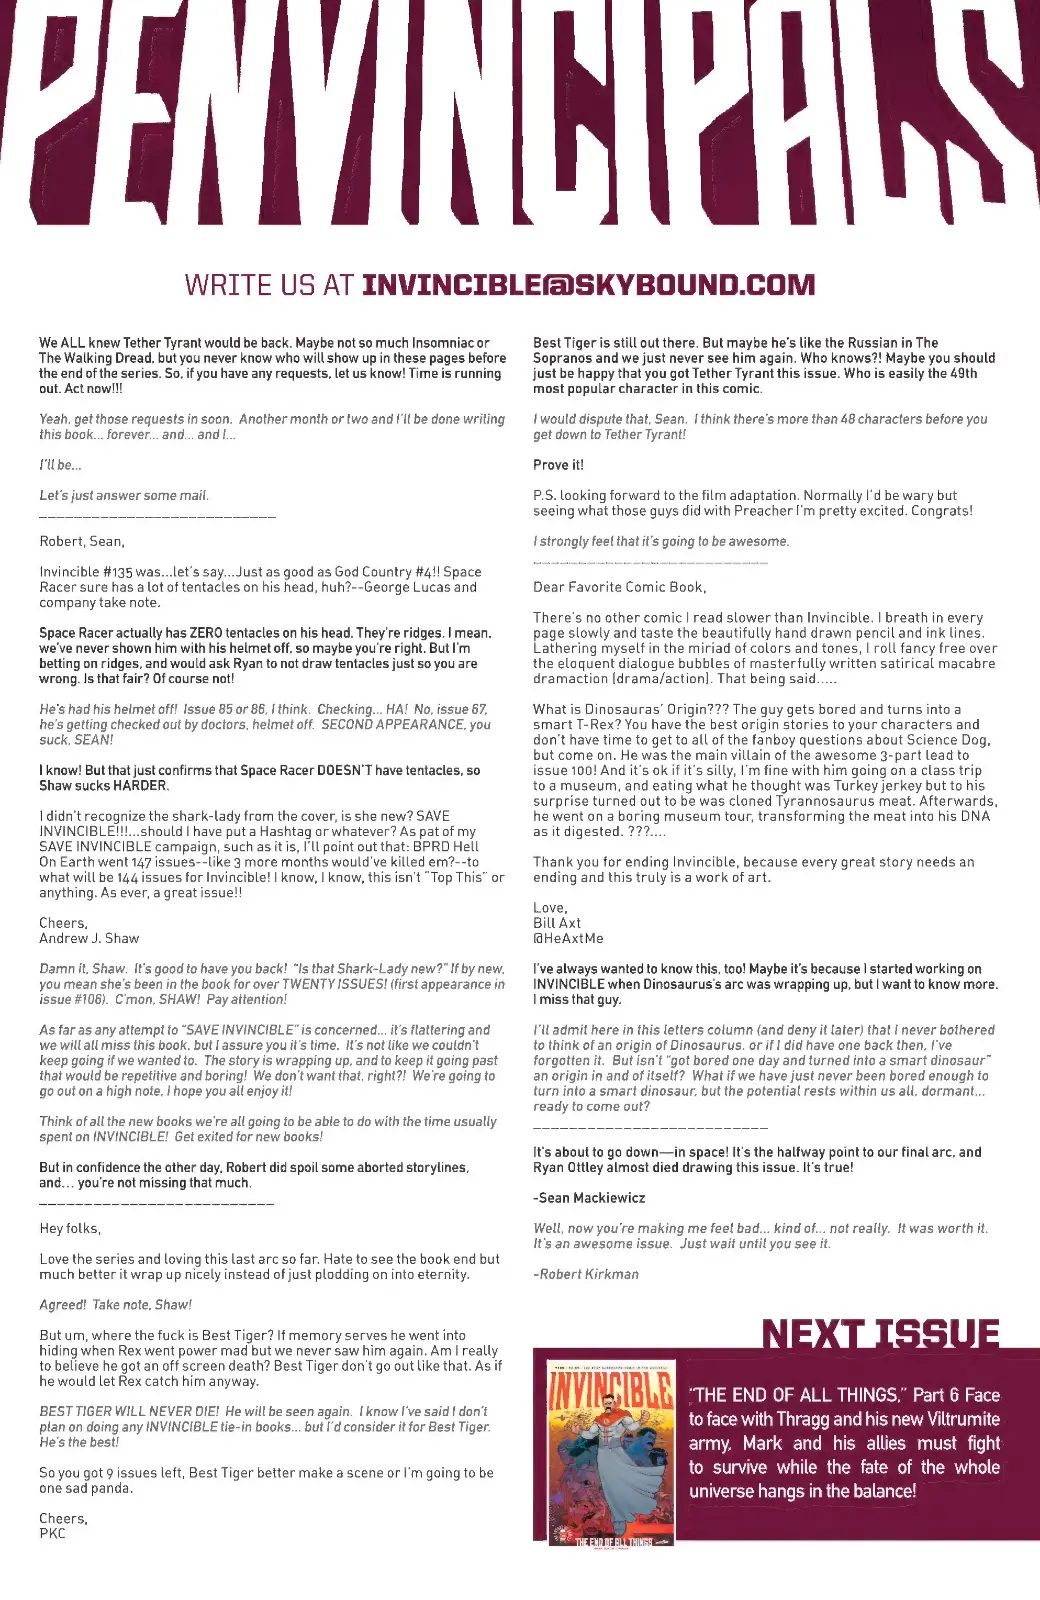 PENVINCIPALS
WRITE US AT INVINCIBLE@SKYBOUND.COM
We ALL knew Tether Tyrant would be back. Maybe not so much Insomniac or
The Walking Dread, but you never know who will show up in these pages before
the end of the series. So, if you have any requests, let us know! Time is running
out. Act now!!!
Yeah, get those requests in soon. Another month or two and I'll be done writing
this book... forever... and... and I...
I'll be...
Let's just answer some mail.
___________________________
Robert, Sean,
Invincible #135 was...let's say...Just as good as God Country #4!! Space
Racer sure has a lot of tentacles on his head, huh?--George Lucas and
company take note.
Space Racer actually has ZERO tentacles on his head. They're ridges. I mean,
we've never shown him with his helmet off, so maybe you're right. But I'm
betting on ridges, and would ask Ryan to not draw tentacles just so you are
wrong. Is that fair? Of course not!
He's had his helmet off! Issue 85 or 86, I think. Checking... HA! No, issue 67,
he's getting checked out by doctors, helmet off. SECOND APPEARANCE, you
suck, SEAN!
I know! But that just confirms that Space Racer DOESN'T have tentacles, so
Shaw sucks HARDER.
I didn't recognize the shark-lady from the cover, is she new? SAVE
INVINCIBLE!!!...should I have put a Hashtag or whatever? As pat of my
SAVE INVINCIBLE campaign, such as it is, I'll point out that: BPRD Hell
On Earth went 147 issues--like 3 more months would've killed em?--to
what will be 144 issues for Invincible! I know, I know, this isn't "Top This" or
anything. As ever, a great issue!!
Cheers,
Andrew J. Shaw
Damn it, Shaw. It's good to have you back! "Is that Shark-Lady new?" If by new,
you mean she's been in the book for over TWENTY ISSUES! (first appearance in
issue #106). C'mon, SHAW! Pay attention!
As far as any attempt to "SAVE INVINCIBLE" is concerned... it's flattering and
we will all miss this book, but I assure you it's time. It's not like we couldn't
keep going if we wanted to. The story is wrapping up, and to keep it going past
that would be repetitive and boring! We don't want that, right?! We're going to
go out on a high note, I hope you all enjoy it!
Think of all the new books we're all going to be able to do with the time usually
spent on INVINCIBLE! Get exited for new books!
But in confidence the other day, Robert did spoil some aborted storylines,
and... you're not missing that much.
___________________________
Hey folks,
Love the series and loving this last arc so far. Hate to see the book end but
much better it wrap up nicely instead of just plodding on into eternity.
Agreed! Take note, Shaw!
But um, where the fuck is Best Tiger? If memory serves he went into
hiding when Rex went power mad but we never saw him again. Am I really
to believe he got an off screen death? Best Tiger don't go out like that. As if
he would let Rex catch him anyway.
BEST TIGER WILL NEVER DIE! He will be seen again. I know I've said I don't
plan on doing any INVINCIBLE tie-in books... but I'd consider it for Best Tiger.
He's the best!
So you got 9 issues left, Best Tiger better make a scene or I'm going to be
one sad panda.
Cheers,
PKC
Best Tiger is still out there. But maybe he's like the Russian in The
Sopranos and we just never see him again. Who knows?! Maybe you should
just be happy that you got Tether Tyrant this issue. Who is easily the 49th
most popular character in this comic.
I would dispute that, Sean. I think there's more than 48 characters before you
get down to Tether Tyrant!
Prove it!
P.S. looking forward to the film adaptation. Normally I'd be wary but
seeing what those guys did with Preacher I'm pretty excited. Congrats!
I strongly feel that it's going to be awesome.
___________________________
Dear Favorite Comic Book,
There's no other comic I read slower than Invincible. I breath in every
page slowly and taste the beautifully hand drawn pencil and ink lines.
Lathering myself in the miriad of colors and tones, I roll fancy free over
the eloquent dialogue bubbles of masterfully written satirical macabre
dramaction (drama/action). That being said.....
What is Dinosauras' Origin??? The guy gets bored and turns into a
smart T-Rex? You have the best origin stories to your characters and
don't have time to get to all of the fanboy questions about Science Dog,
but come on. He was the main villain of the awesome 3-part lead to
issue 100! And it's ok if it's silly, I'm fine with him going on a class trip
to a museum, and eating what he thought was Turkey jerkey but to his
surprise turned out to be was cloned Tyrannosaurus meat. Afterwards,
he went on a boring museum tour, transforming the meat into his DNA
as it digested. ???....
Thank you for ending Invincible, because every great story needs an
ending and this truly is a work of art.
Love,
Bill Axt
@HeAxtMe
I've always wanted to know this, too! Maybe it's because I started working on
INVINCIBLE when Dinosaurus's arc was wrapping up, but I want to know more.
I miss that guy.
I'll admit here in this letters column (and deny it later) that I never bothered
to think of an origin of Dinosaurus, or if I did have one back then, I've
forgotten it. But isn't "got bored one day and turned into a smart dinosaur"
an origin in and of itself? What if we have just never been bored enough to
turn into a smart dinosaur, but the potential rests within us all, dormant...
ready to come out?
___________________________
It's about to go down—in space! It's the halfway point to our final arc, and
Ryan Ottley almost died drawing this issue. It's true!
-Sean Mackiewicz
Well, now you're making me feel bad... kind of... not really. It was worth it.
It's an awesome issue. Just wait until you see it.
-Robert Kirkman
NEXT ISSUE
INVINCIBLE
THE END OF ALL THINGS
"THE END OF ALL THINGS," Part 6 Face
to face with Thragg and his new Viltrumite
army, Mark and his allies must fight
to survive while the fate of the whole
universe hangs in the balance!